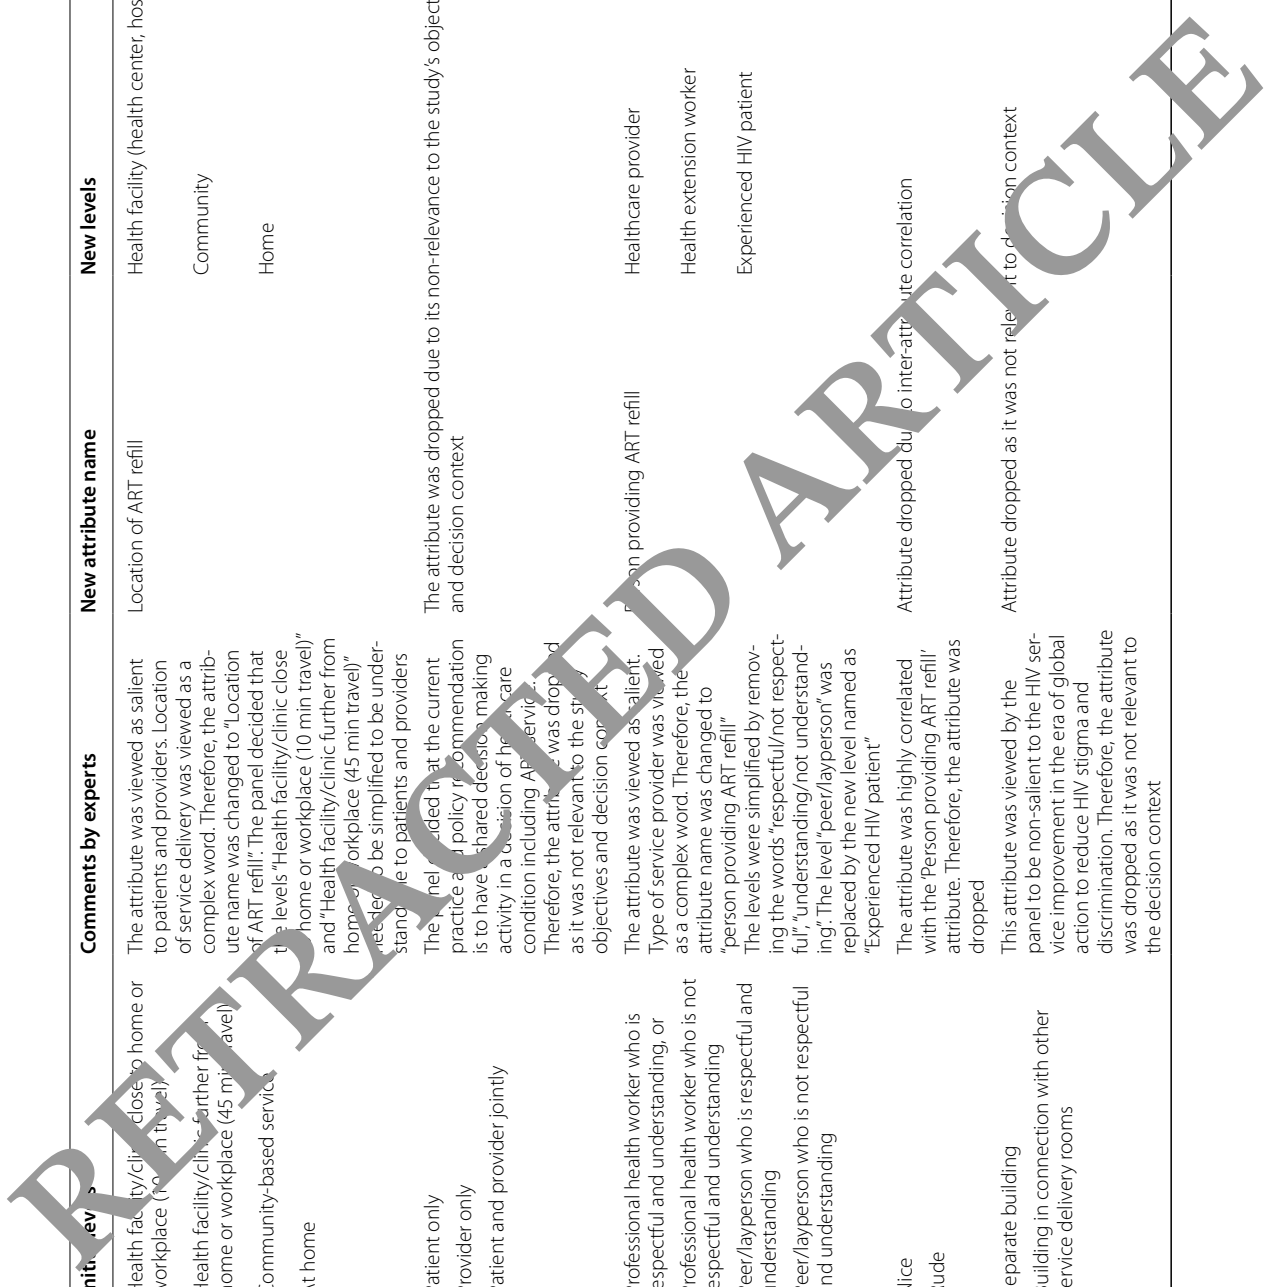 Comments by experts
New attribute name
New levels
Health facility/clinic close to home or
workplace (10 min travel)
Health facility/clinic further from
home or workplace (45 min travel)
Community-based service
At home
The attribute was viewed as salient
to patients and providers. Location
of service delivery was viewed as a
complex word. Therefore, the attrib-
ute name was changed to “Location
of ART refill”. The panel decided that
the levels “Health facility/clinic close
home or workplace (10 min travel)”
and “Health facility/clinic further from
home or workplace (45 min travel)”
needed to be simplified to be under-
standable to patients and providers
Location of ART refill
Health facility (health center, hos
Community
Home
Patient only
Provider only
Patient and provider jointly
The panel decided that the current
practice and policy recommendation
is to have a shared decision making
activity in a decision of healthcare
condition including ART service.
Therefore, the attribute was dropped
as it was not relevant to the study
objectives and decision context
The attribute was dropped due to its non-relevance to the study’s object
and decision context
Professional health worker who is
respectful and understanding, or
Professional health worker who is not
respectful and understanding
Peer/layperson who is respectful and
understanding
Peer/layperson who is not respectful
and understanding
The attribute was viewed as salient.
Type of service provider was viewed
as a complex word. Therefore, the
attribute name was changed to
“person providing ART refill”
The levels were simplified by remov-
ing the words “respectful/not respect-
ful”, “understanding/not understand-
ing”. The level “peer/layperson” was
replaced by the new level named as
“Experienced HIV patient”
Person providing ART refill
Healthcare provider
Health extension worker
Experienced HIV patient
Nice
Rude
The attribute was highly correlated
with the ‘Person providing ART refill’
attribute. Therefore, the attribute was
dropped
Attribute dropped due to inter-attribute correlation
Separate building
Building in connection with other
service delivery rooms
This attribute was viewed by the
panel to be non-salient to the HIV ser-
vice improvement in the era of global
action to reduce HIV stigma and
discrimination. Therefore, the attribute
was dropped as it was not relevant to
the decision context
Attribute dropped as it was not relevant to decision context
RETRACTED ARTICLE